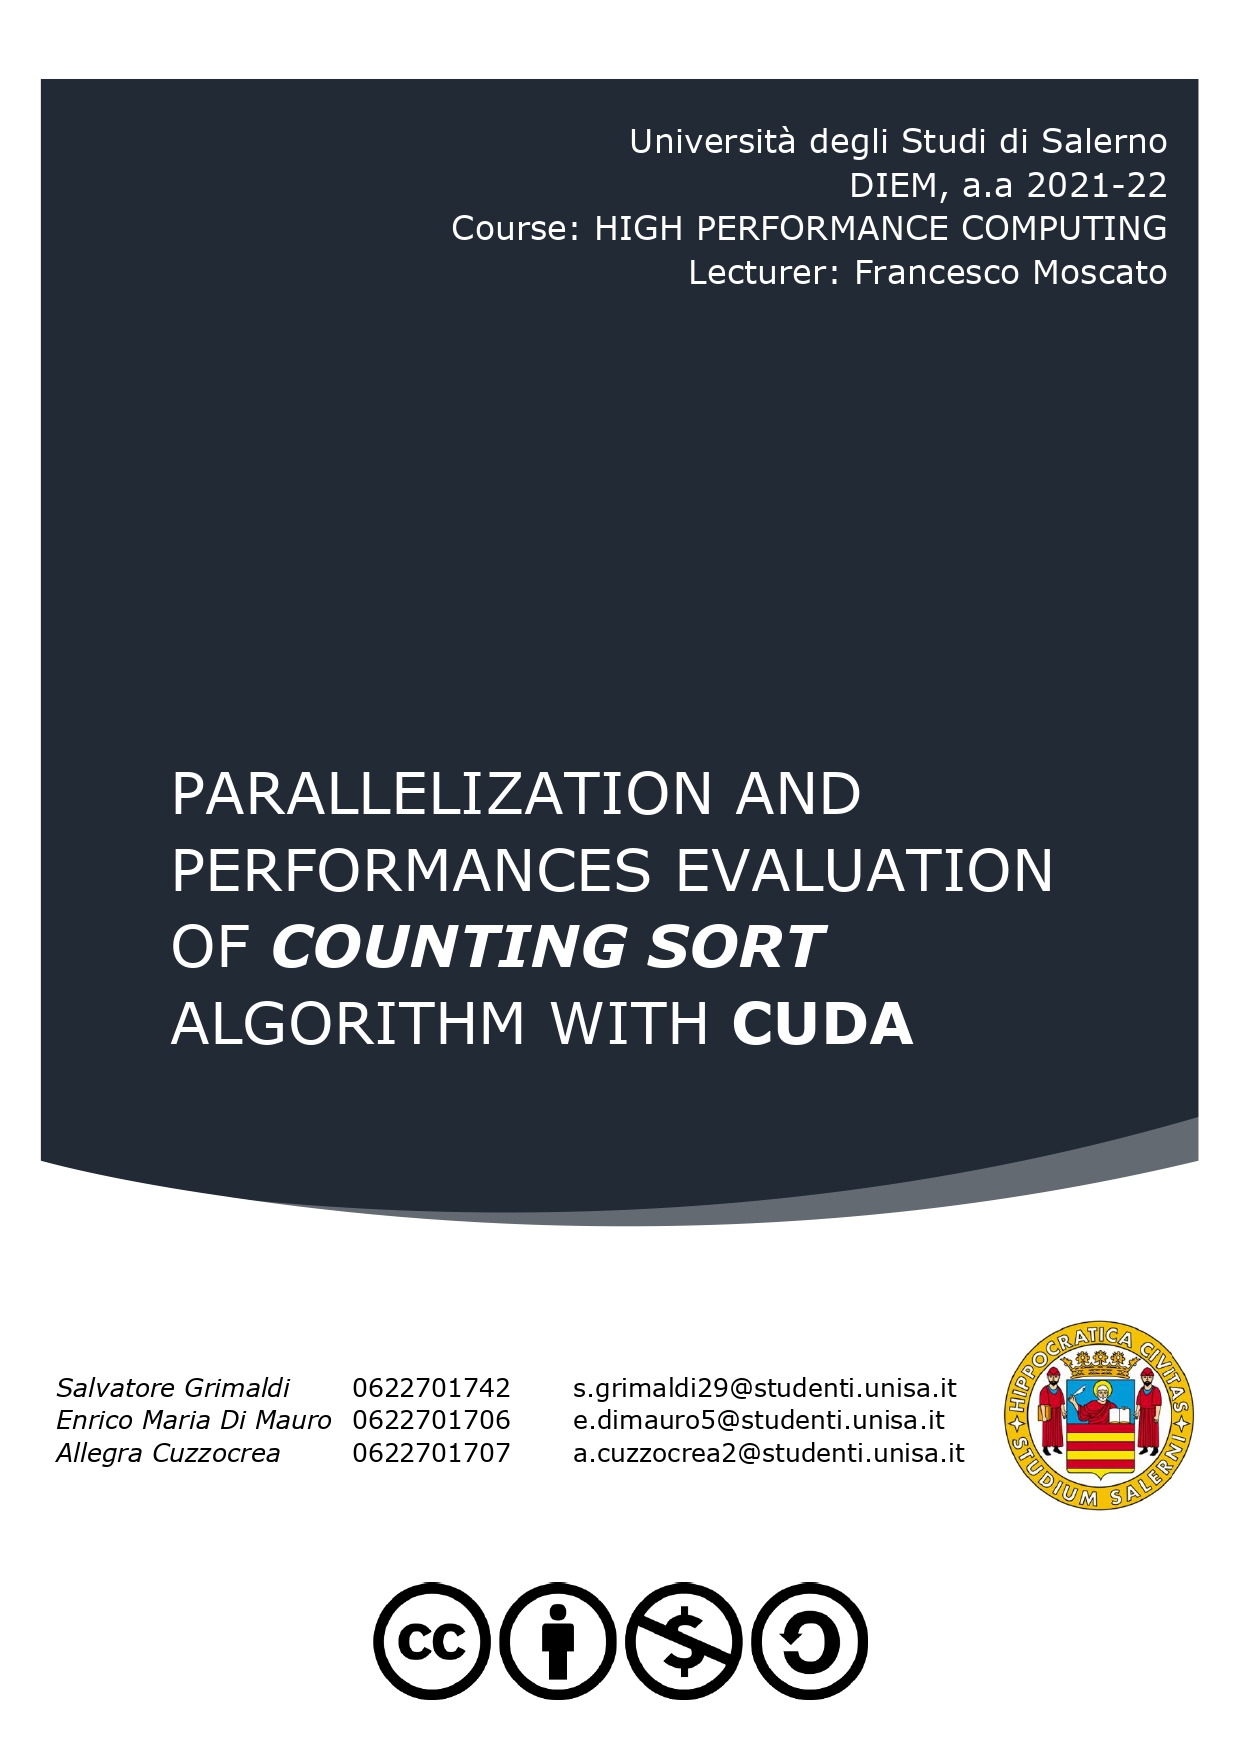 Università degli Studi di Salerno
DIEM, a.a 2021-22
Course: HIGH PERFORMANCE COMPUTING
Lecturer: Francesco Moscato
PARALLELIZATION AND
PERFORMANCES EVALUATION
OF COUNTING SORT
ALGORITHM WITH CUDA
Salvatore Grimaldi 0622701742 s.grimaldi29@studenti.unisa.it
Enrico Maria Di Mauro 0622701706 e.dimauro5@studenti.unisa.it
Allegra Cuzzocrea 0622701707 a.cuzzocrea2@studenti.unisa.it
HIPPOCRATICA CIVITAS
STUDIUM SALERNI
cc